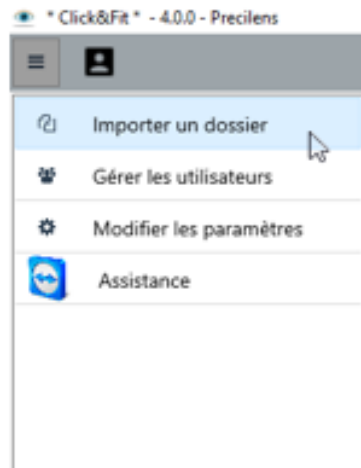 * Click&Fit * - 4.0.0 - Precilens
Importer un dossier
Gérer les utilisateurs
Modifier les paramètres
Assistance